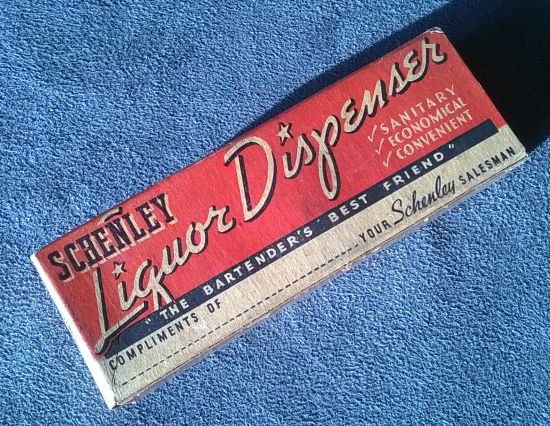 SCHENLEY
Liquor Dispenser
✓SANITARY
✓ECONOMICAL
✓CONVENIENT
"THE BARTENDER'S BEST FRIEND"
COMPLIMENTS OF YOUR Schenley SALESMAN